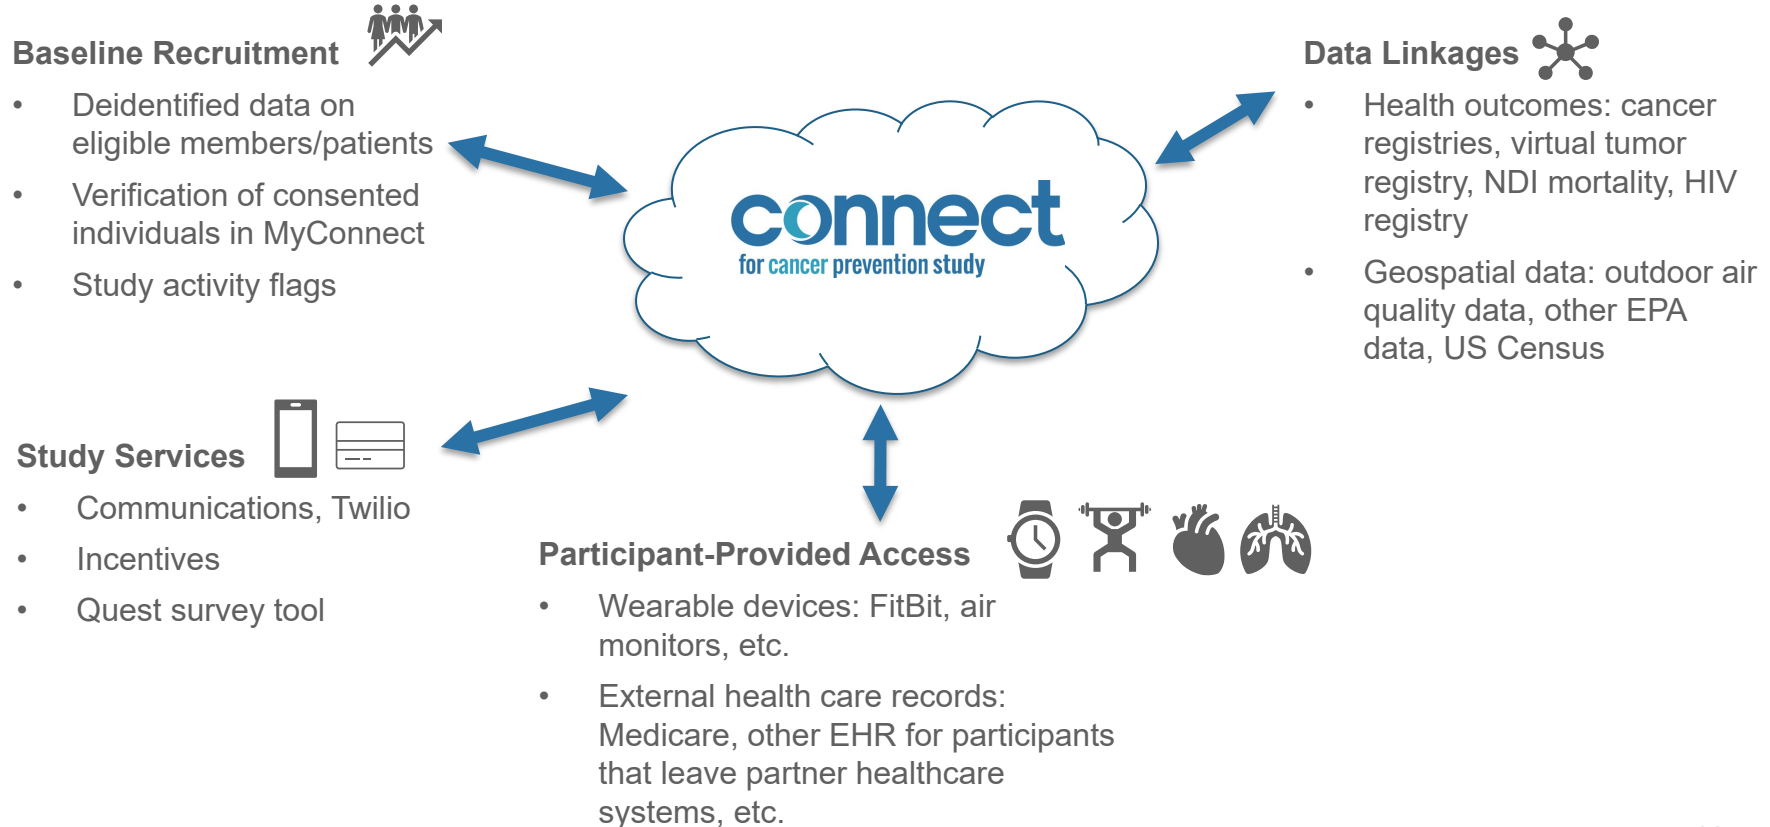 Baseline Recruitment
• Deidentified data on
eligible members/patients
• Verification of consented
individuals in MyConnect
• Study activity flags
connect
for cancer prevention study
Data Linkages
• Health outcomes: cancer
registries, virtual tumor
registry, NDI mortality, HIV
registry
• Geospatial data: outdoor air
quality data, other EPA
data, US Census
Study Services
• Communications, Twilio
• Incentives
• Quest survey tool
Participant-Provided Access
• Wearable devices: FitBit, air
monitors, etc.
• External health care records:
Medicare, other EHR for participants
that leave partner healthcare
systems, etc.